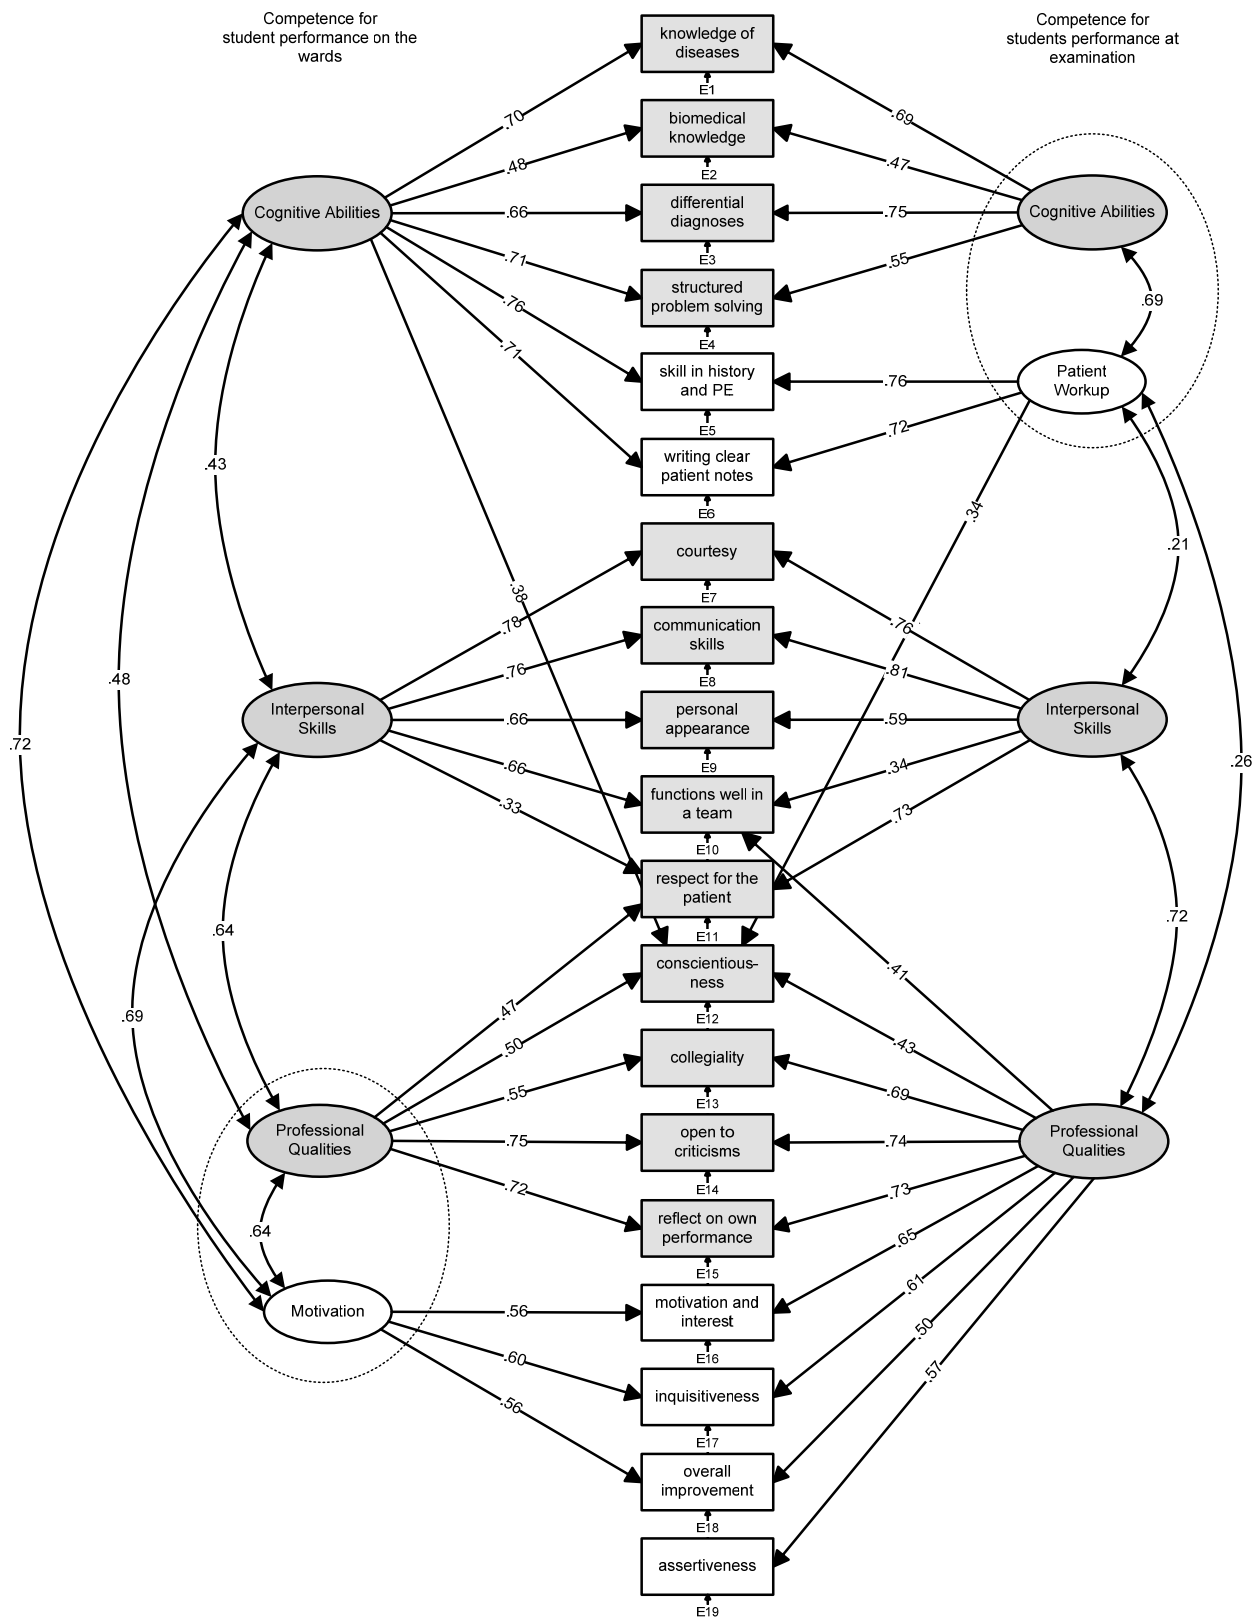 Competence for
student performance on the
wards
Competence for
students performance at
examination
knowledge of
diseases
E1
biomedical
knowledge
E2
differential
diagnoses
E3
structured
problem solving
E4
skill in history
and PE
E5
writing clear
patient notes
E6
courtesy
E7
communication
skills
E8
personal
appearance
E9
functions well in
a team
E10
respect for the
patient
E11
conscientious-
ness
E12
collegiality
E13
open to
criticisms
E14
reflect on own
performance
E15
motivation and
interest
E16
inquisitiveness
E17
overall
improvement
E18
assertiveness
E19
Cognitive Abilities
.70
.48
.66
.71
.76
.71
.38
Interpersonal
Skills
.78
.76
.66
.66
.33
Professional
Qualities
.47
.50
.55
.75
.72
Motivation
.56
.60
.56
.43
.48
.72
.64
.69
.64
Cognitive Abilities
.69
.47
.75
.55
.69
Patient
Workup
.76
.72
.34
.21
.26
Interpersonal
Skills
.76
.81
.59
.34
.73
.72
Professional
Qualities
.41
.43
.69
.74
.73
.65
.61
.50
.57